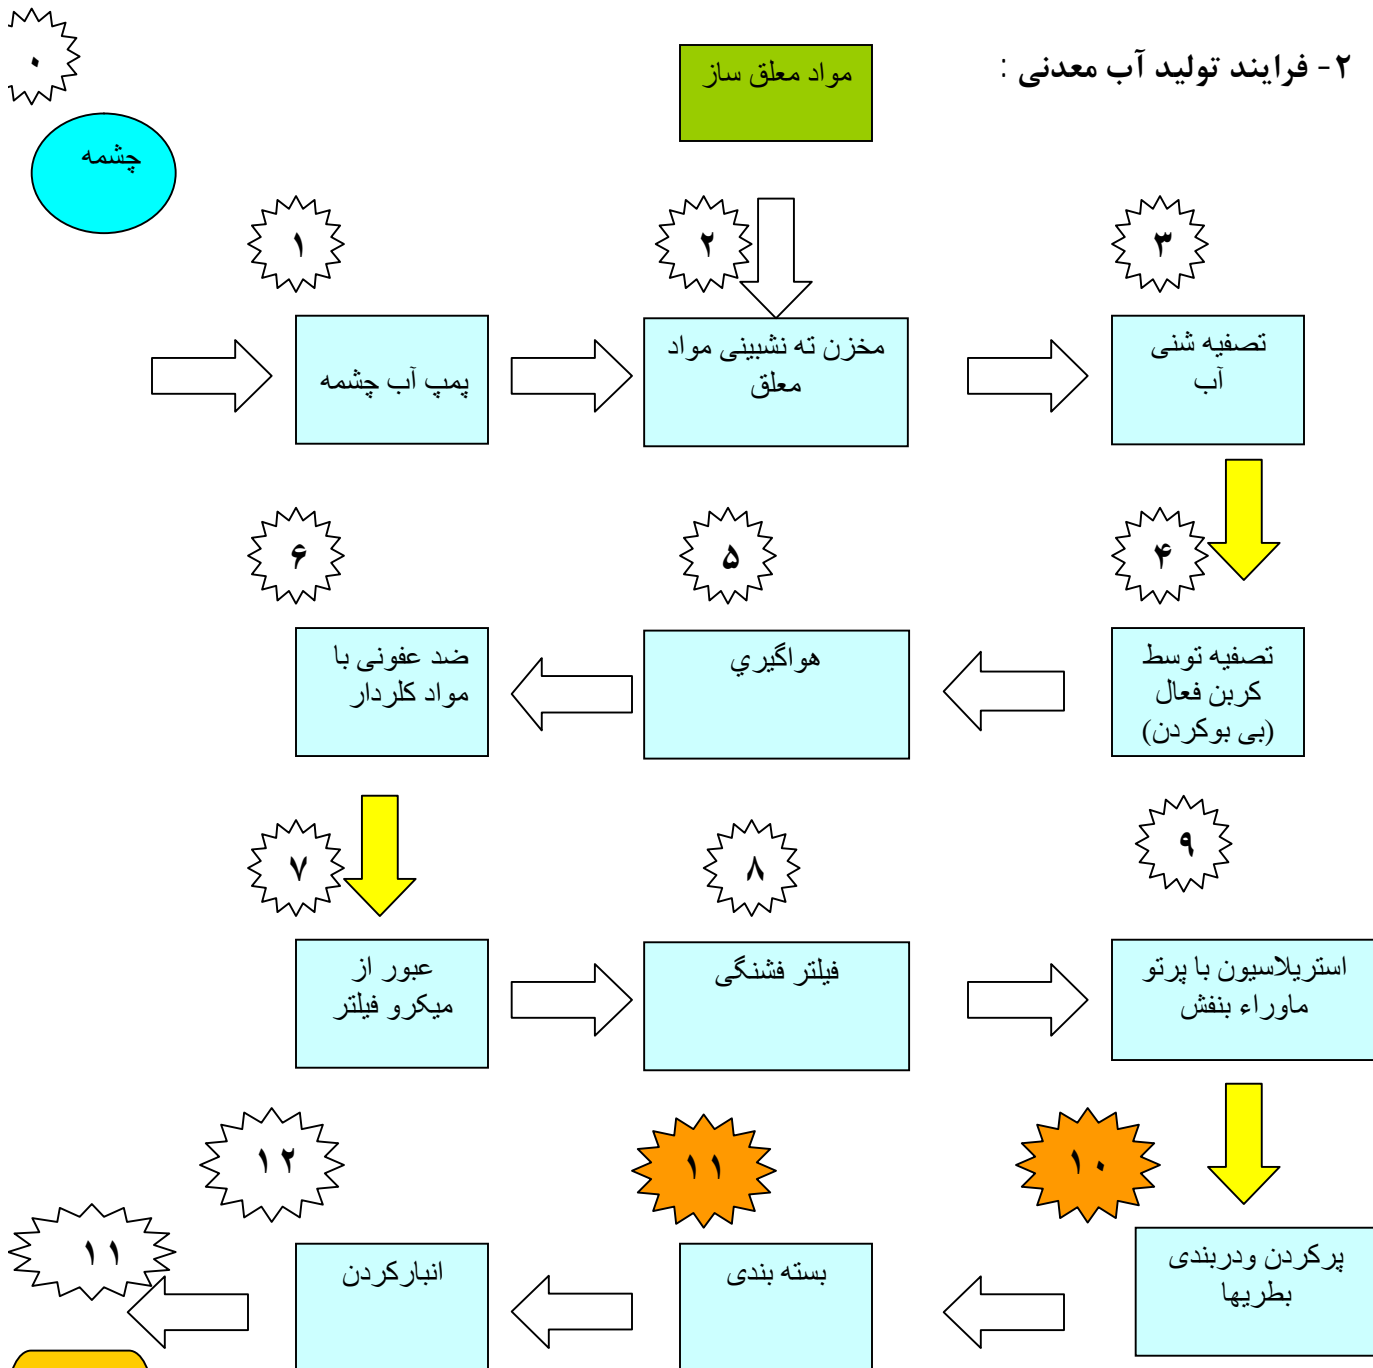 ۲- فرایند تولید آب معدنی :
۰
چشمه
مواد معلق ساز
۱
پمپ آب چشمه
۲
مخزن ته نشینی مواد
معلق
۳
تصفیه شنی
آب
۴
تصفیه توسط
کربن فعال
(بی بوکردن)
۵
هواگيري
۶
ضد عفونی با
مواد کلردار
۷
عبور از
میکرو فیلتر
۸
فیلتر فشنگی
۹
استریلاسیون با پرتو
ماوراء بنفش
۱۰
پرکردن ودربندی
بطریها
۱۱
بسته بندی
۱۲
انبارکردن
۱۱